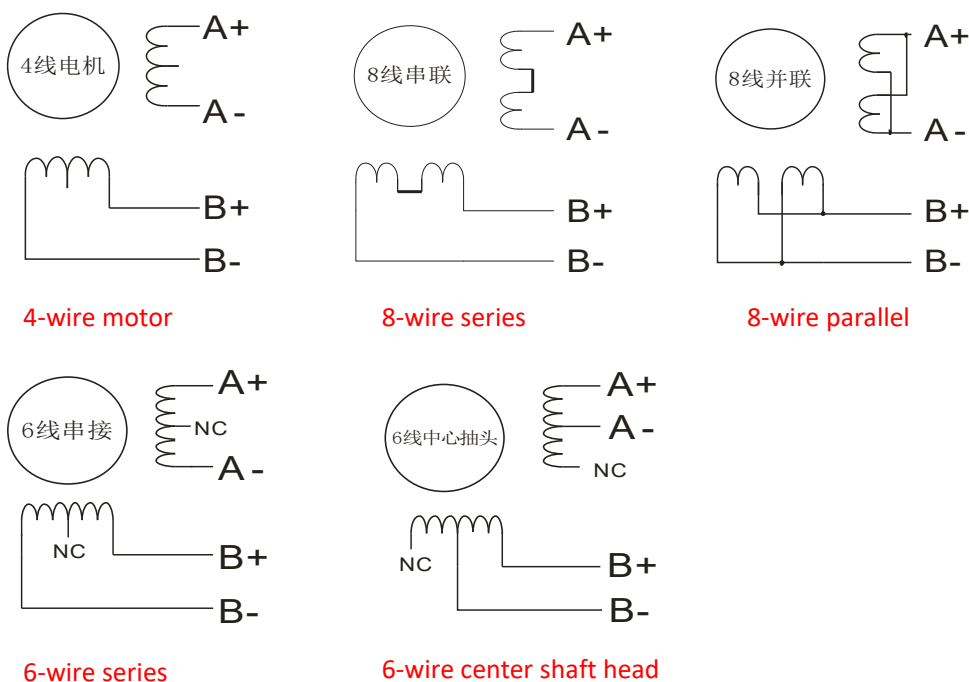 4线电机
A+
A-
B+
B-
4-wire motor
8线串联
A+
A-
B+
B-
8-wire series
8线并联
A+
A-
B+
B-
8-wire parallel
6线串接
A+
NC
A-
NC
B+
B-
6-wire series
6线中心抽头
A+
A-
NC
NC
B+
B-
6-wire center shaft head